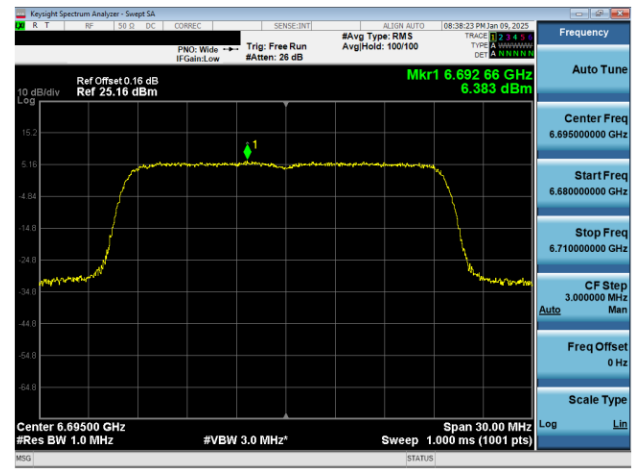 Keysight Spectrum Analyzer - Swept SA
R T RF 50 Ω DC CORREC SENSE:INT ALIGN AUTO 08:38:23 PM Jan 09, 2025
PNO: Wide
IFGain:Low
Trig: Free Run
#Atten: 26 dB
#Avg Type: RMS
Avg|Hold: 100/100
TRACE 1 2 3 4 5 6
TYPE A WWWWW
DET A N N N N N
Ref Offset 0.16 dB
10 dB/div Ref 25.16 dBm
Log
Mkr1 6.692 66 GHz
6.383 dBm
1
15.2
5.16
-4.84
-14.8
-24.8
-34.8
-44.8
-54.8
-64.8
Center 6.69500 GHz Span 30.00 MHz
#Res BW 1.0 MHz #VBW 3.0 MHz* Sweep 1.000 ms (1001 pts)
MSG STATUS
Frequency
Auto Tune
Center Freq
6.695000000 GHz
Start Freq
6.680000000 GHz
Stop Freq
6.710000000 GHz
CF Step
3.000000 MHz
Auto Man
Freq Offset
0 Hz
Scale Type
Log Lin